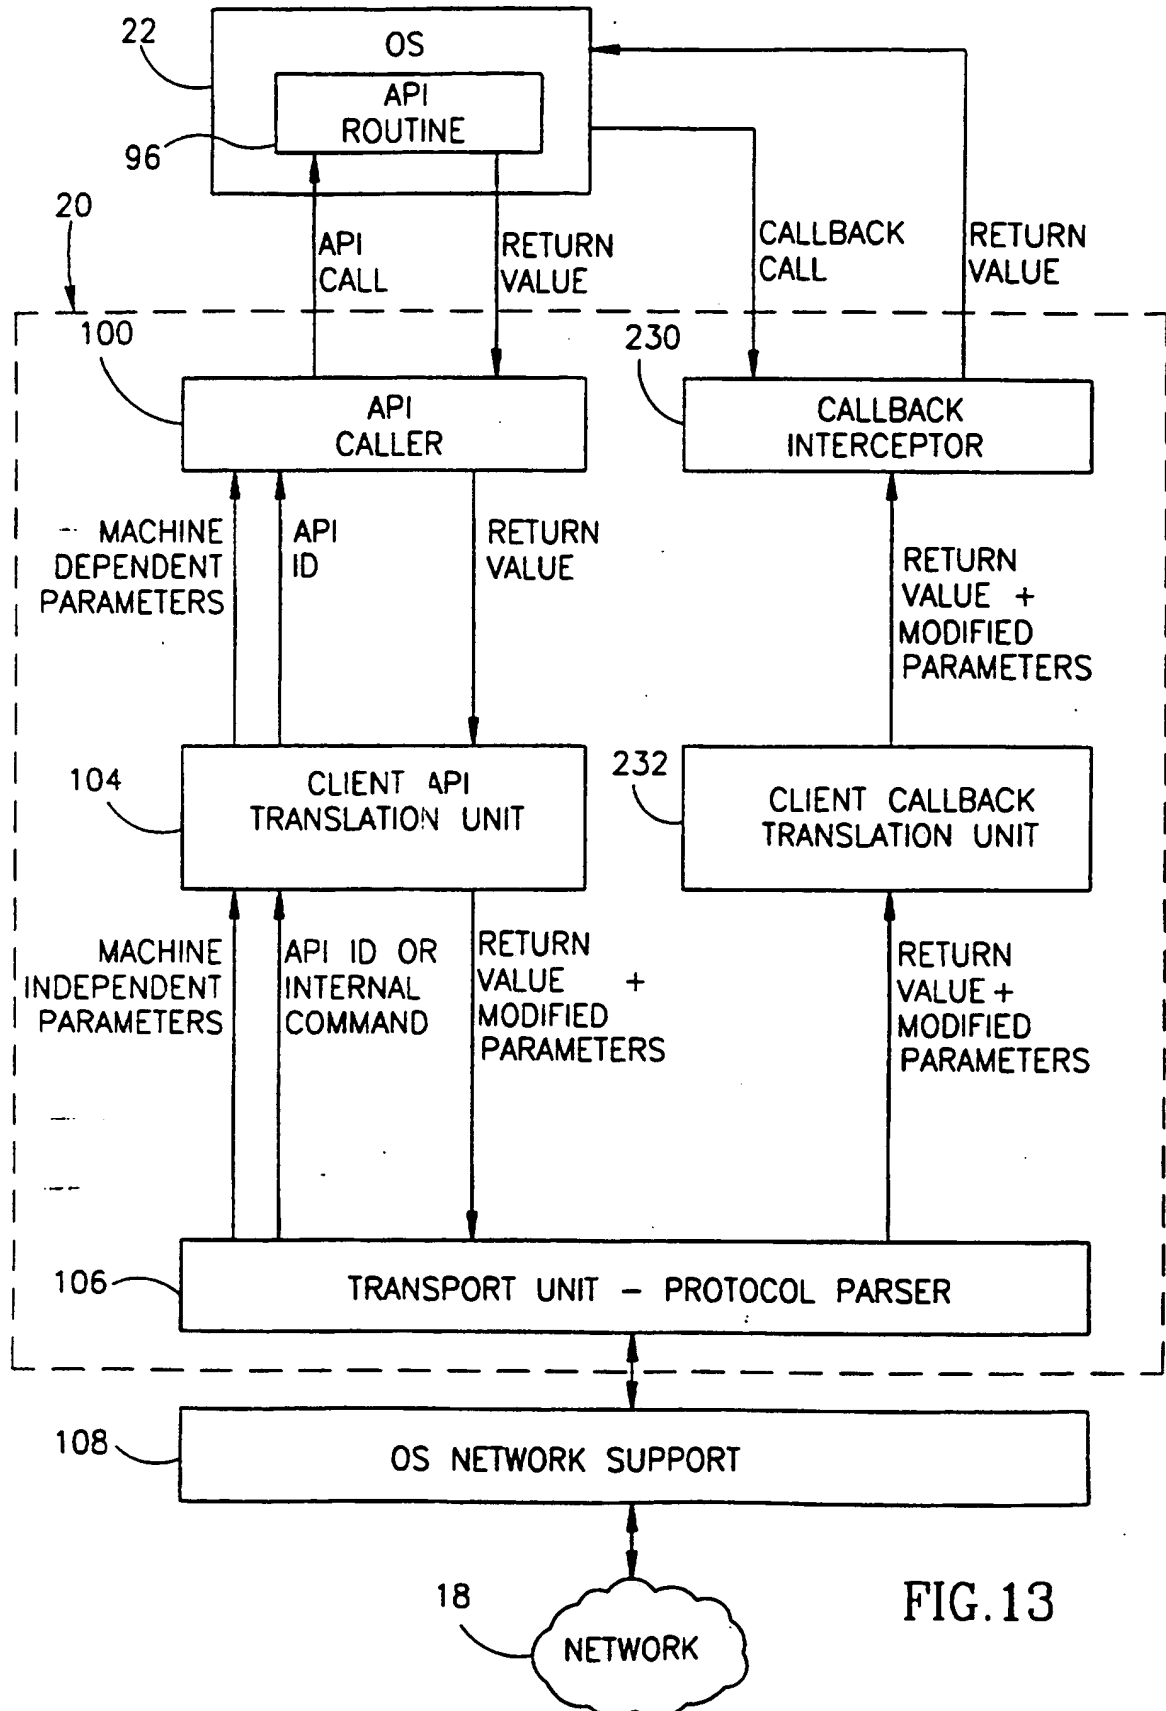 22
OS
API
ROUTINE
96
20
API
CALL
RETURN
VALUE
CALLBACK
CALL
RETURN
VALUE
100
230
API
CALLER
CALLBACK
INTERCEPTOR
MACHINE
DEPENDENT
PARAMETERS
API
ID
RETURN
VALUE
RETURN
VALUE +
MODIFIED
PARAMETERS
104
232
CLIENT API
TRANSLATION UNIT
CLIENT CALLBACK
TRANSLATION UNIT
MACHINE
INDEPENDENT
PARAMETERS
API ID OR
INTERNAL
COMMAND
RETURN
VALUE +
MODIFIED
PARAMETERS
RETURN
VALUE +
MODIFIED
PARAMETERS
106
TRANSPORT UNIT – PROTOCOL PARSER
108
OS NETWORK SUPPORT
18
NETWORK
FIG.13